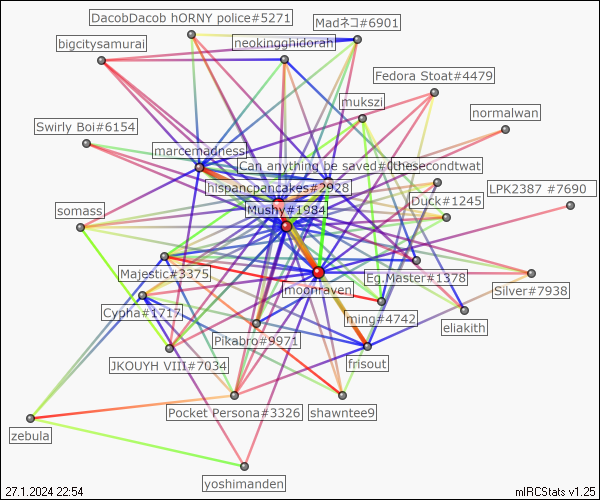 DacobDacob hORNY police#5271
Madネコ#6901
bigcitysamurai
neokingghidorah
Fedora Stoat#4479
mukszi
normalwan
Swirly Boi#6154
marcemadness
Can anything be saved#0
thesecondtwat
hispancpancakes#2928
LPK2387 #7690
Duck#1245
somass
Mushy#1984
Majestic#3375
Eg.Master#1378
moonraven
Silver#7938
Cypha#1717
ming#4742
eliakith
Pikabro#9971
JKOUYH VIII#7034
frisout
Pocket Persona#3326
shawntee9
zebula
yoshimanden
27.1.2024 22:54
mIRCStats v1.25